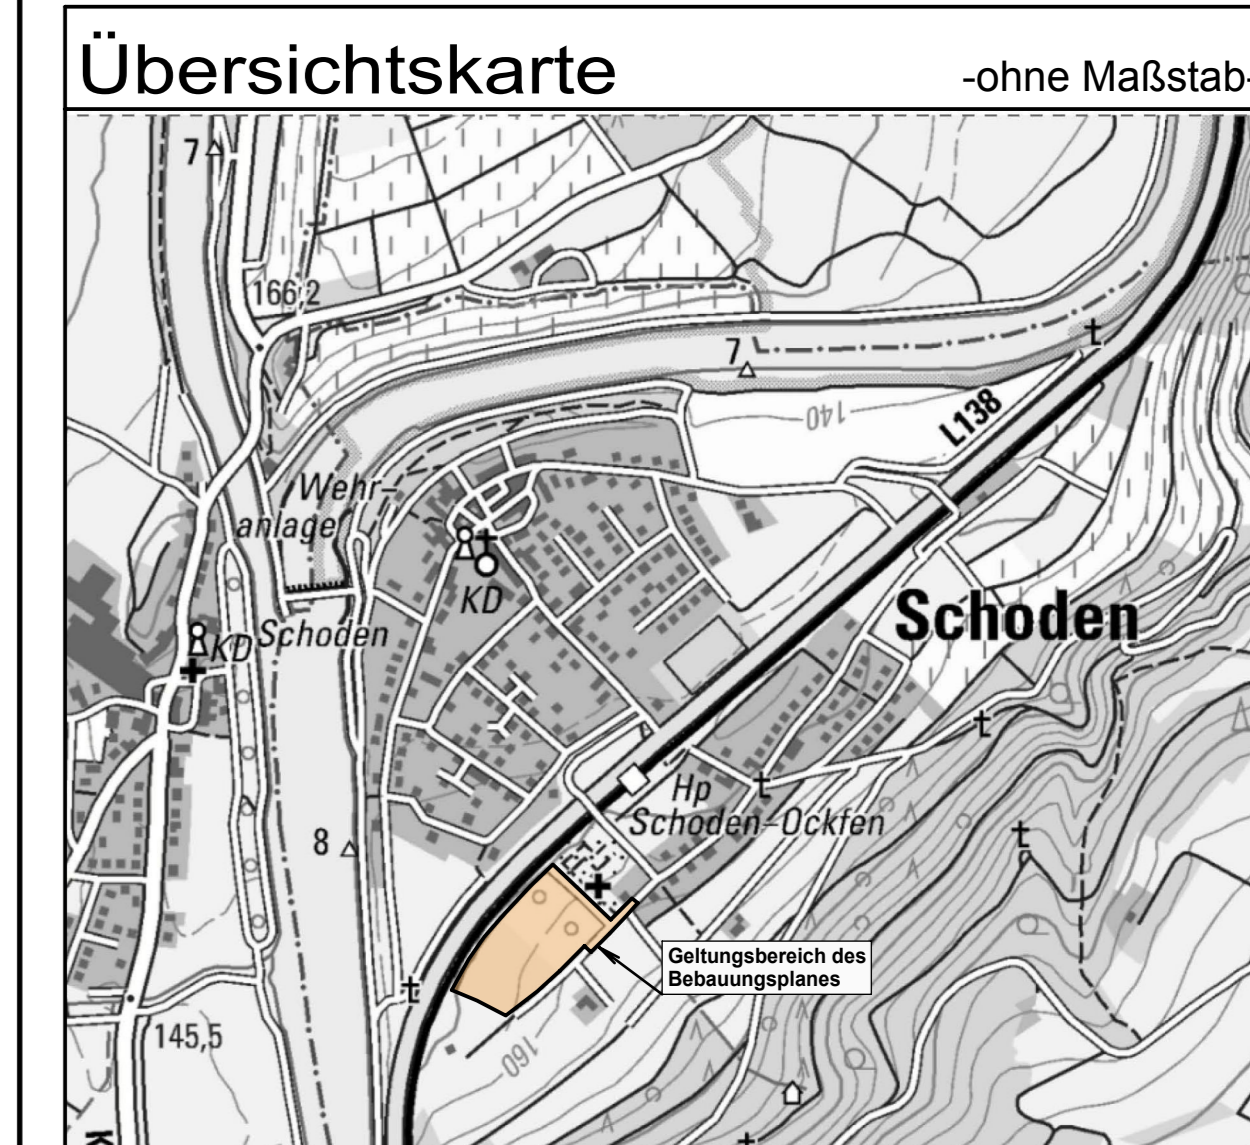 Übersichtskarte
-ohne Maßstab-
7
166,2
7
140
L138
Wehr-
anlage
KD
Schoden
KD
Schoden
Hp
Schoden-Ockfen
8
Geltungsbereich des
Bebauungsplanes
145,5
160
K